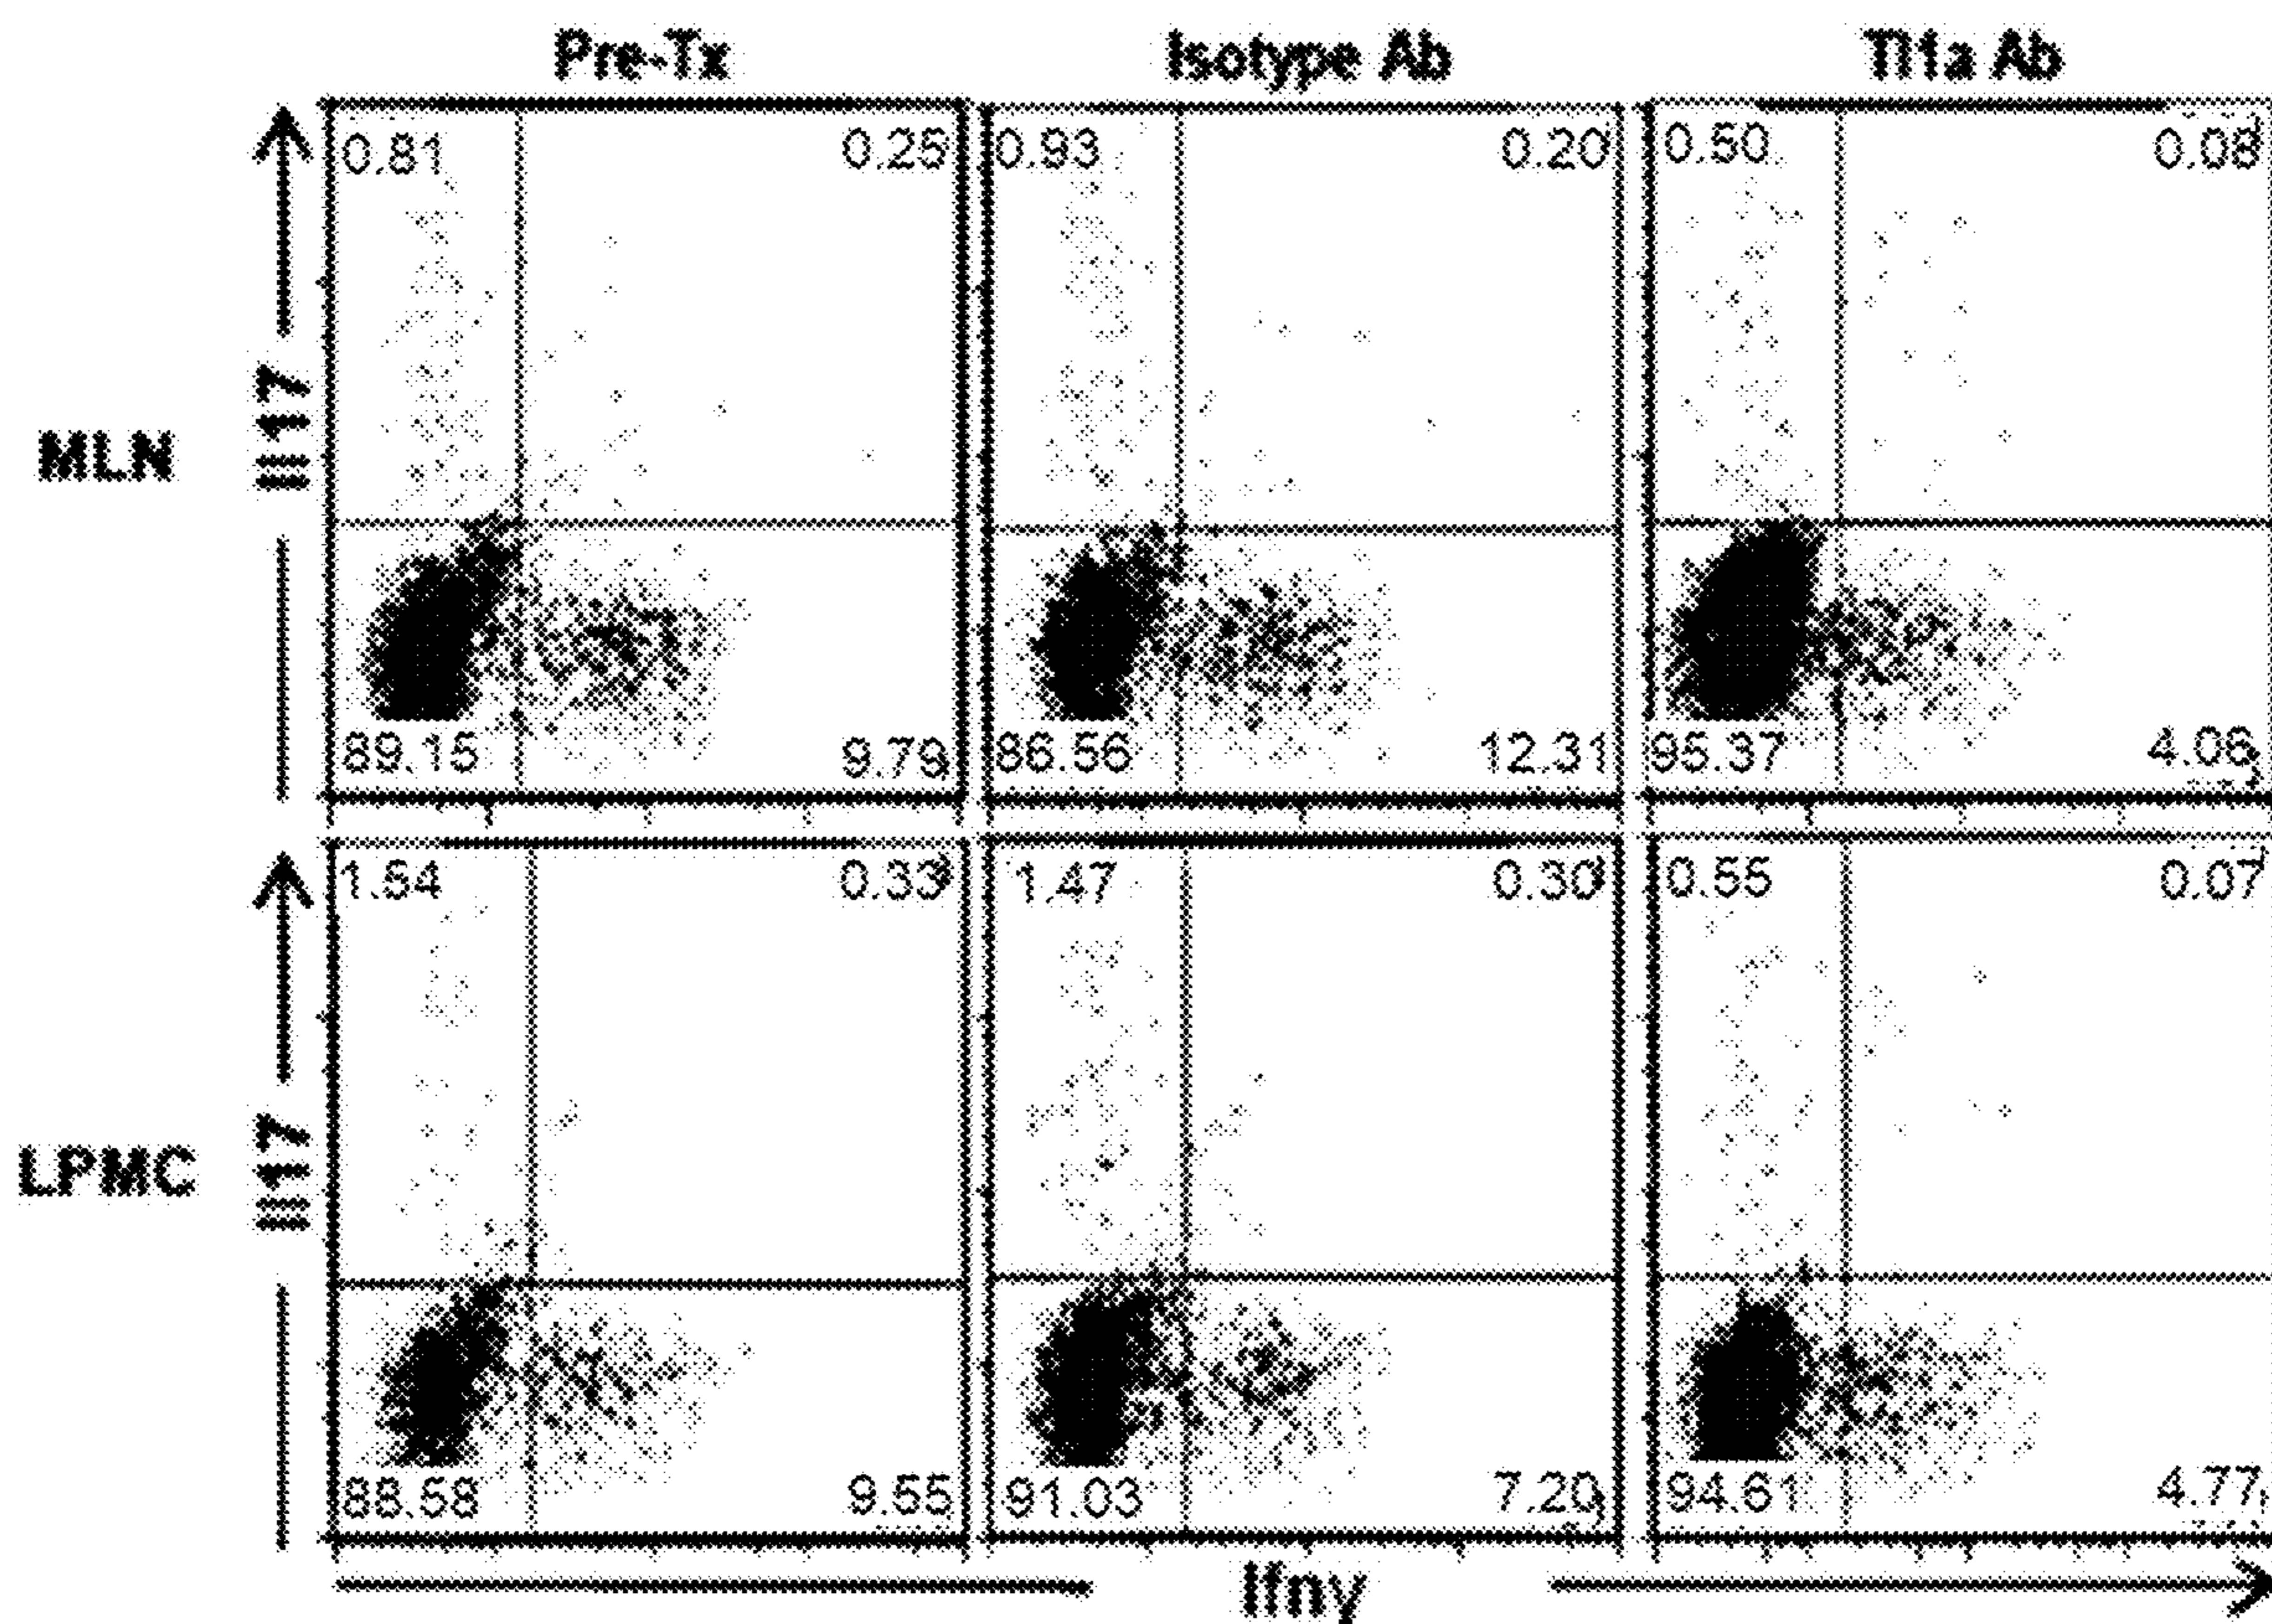 Pre-Tx Isotype Ab Tl1a Ab
0.81 0.25 0.93 0.20 0.50 0.08
MLN
Il17
89.15 9.79 86.56 12.31 95.37 4.06
1.54 0.33 1.47 0.30 0.55 0.07
LPMC
Il17
88.58 9.55 91.03 7.20 94.61 4.77
Ifnγ